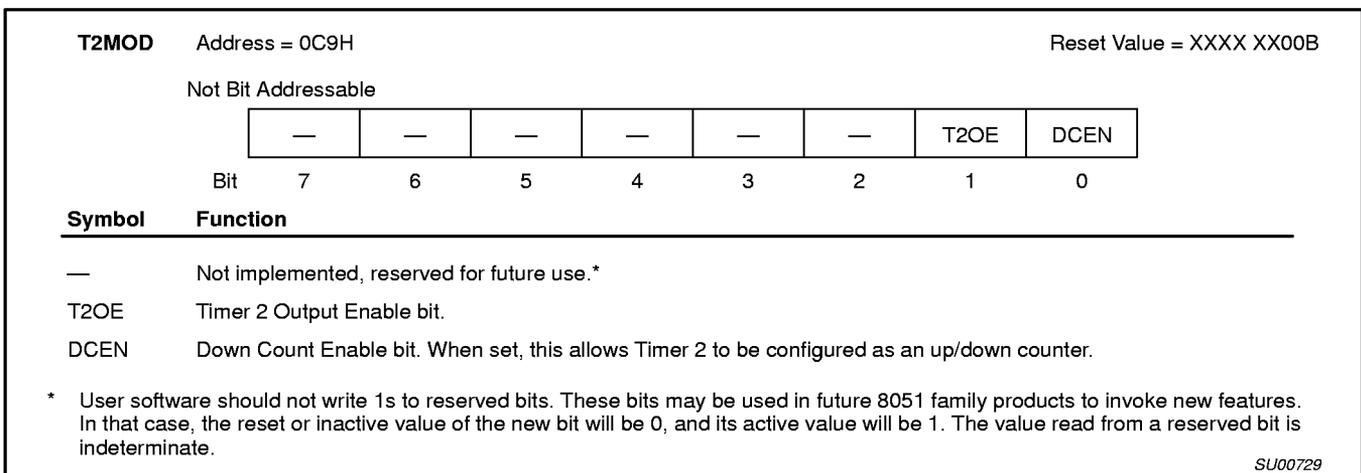 T2MOD Address = 0C9H Reset Value = XXXX XX00B
Not Bit Addressable
— — — — — — T2OE DCEN
Bit 7 6 5 4 3 2 1 0
Symbol Function
— Not implemented, reserved for future use.*
T2OE Timer 2 Output Enable bit.
DCEN Down Count Enable bit. When set, this allows Timer 2 to be configured as an up/down counter.
* User software should not write 1s to reserved bits. These bits may be used in future 8051 family products to invoke new features.
In that case, the reset or inactive value of the new bit will be 0, and its active value will be 1. The value read from a reserved bit is
indeterminate.
SU00729